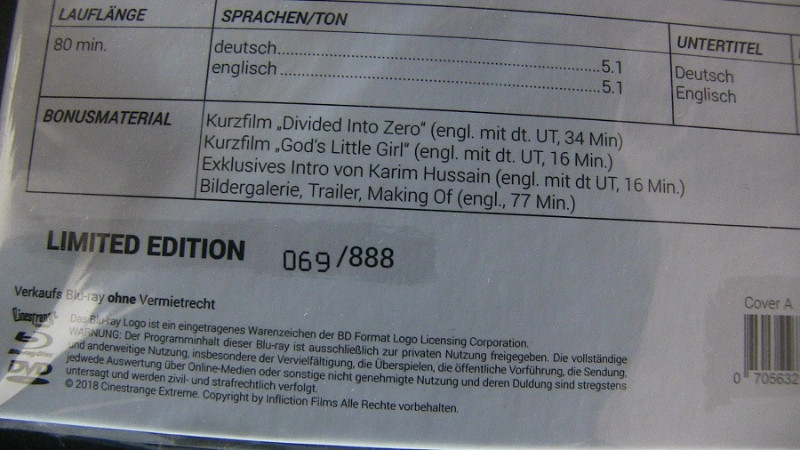 LAUFLÄNGE
80 min.
SPRACHEN/TON
deutsch..................................................5.1
englisch..................................................5.1
UNTERTITEL
Deutsch
Englisch
BONUSMATERIAL
Kurzfilm „Divided Into Zero“ (engl. mit dt. UT, 34 Min)
Kurzfilm „God's Little Girl“ (engl. mit dt. UT, 16 Min.)
Exklusives Intro von Karim Hussain (engl. mit dt UT, 16 Min.)
Bildergalerie, Trailer, Making Of (engl., 77 Min.)
LIMITED EDITION 069/888
Verkaufs Blu-ray ohne Vermietrecht
Cinestrange
Das Blu-ray Logo ist ein eingetragenes Warenzeichen der BD Format Logo Licensing Corporation.
WARNUNG: Der Programminhalt dieser Blu-ray ist ausschließlich zur privaten Nutzung freigegeben. Die vollständige
und anderweitige Nutzung, insbesondere der Vervielfältigung, die Überspielen, die öffentliche Vorführung, die Sendung,
jedwede Auswertung über Online-Medien oder sonstige nicht genehmigte Nutzung und deren Duldung sind strengstens
untersagt und werden zivil- und strafrechtlich verfolgt.
© 2018 Cinestrange Extreme. Copyright by Infliction Films Alle Rechte vorbehalten.
DVD
Cover A
0 705632